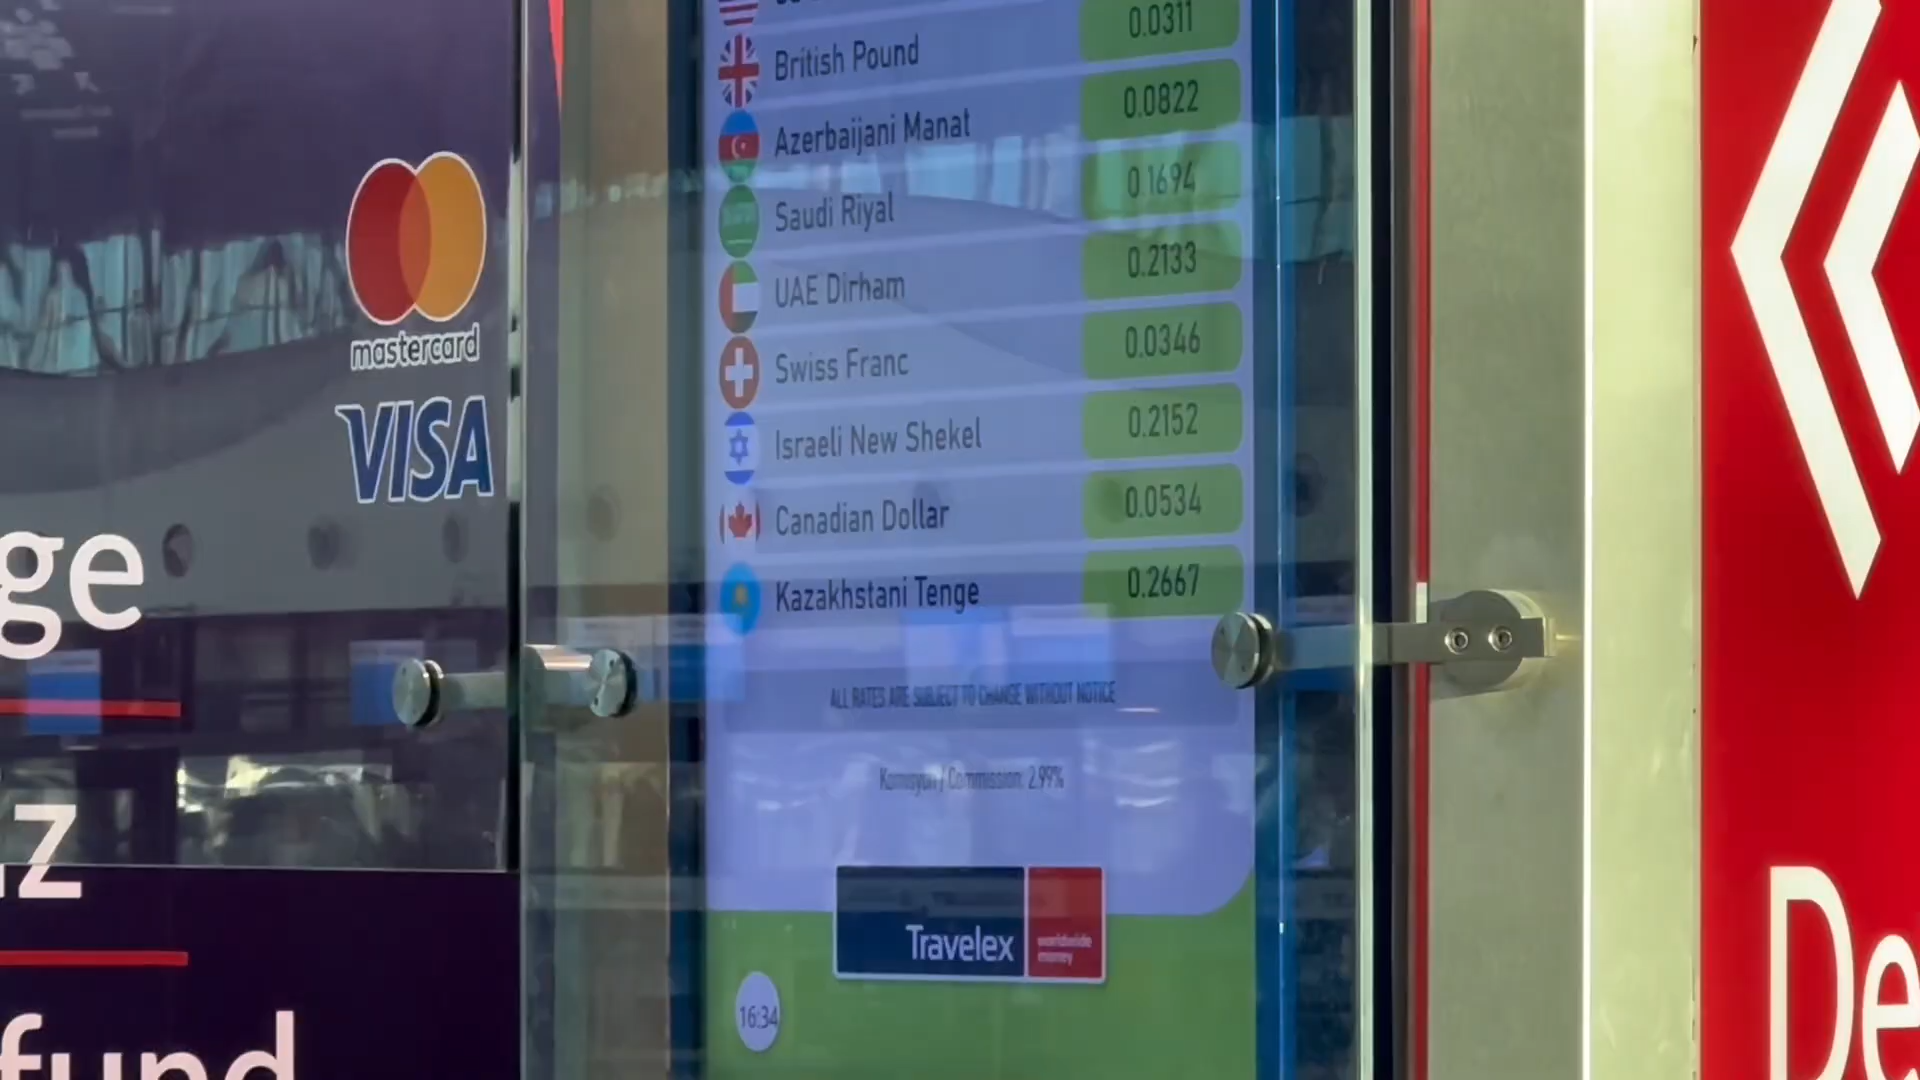 mastercard
VISA
ge
z
fund
British Pound 0.0311
Azerbaijani Manat 0.0822
Saudi Riyal 0.1694
UAE Dirham 0.2133
Swiss Franc 0.0346
Israeli New Shekel 0.2152
Canadian Dollar 0.0534
Kazakhstani Tenge 0.2667
ALL RATES ARE SUBJECT TO CHANGE WITHOUT NOTICE
Komisyon / Commission: 2.99%
Travelex
worldwide
money
16:34
De